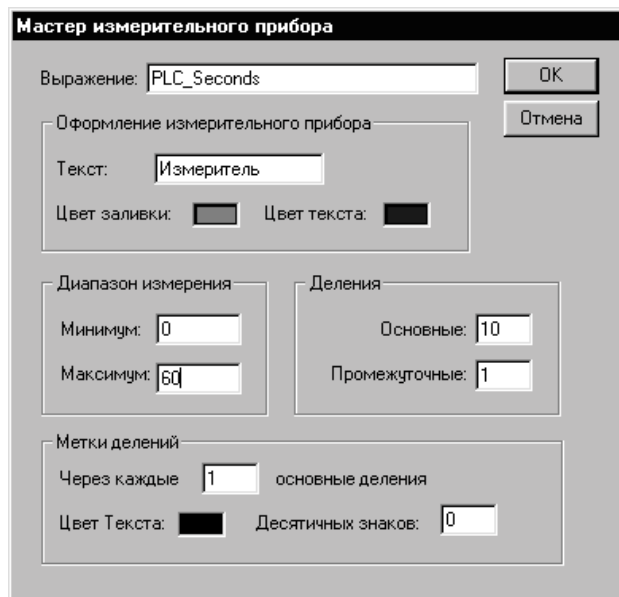 Мастер измерительного прибора
Выражение: PLC_Seconds
OK
Отмена
Оформление измерительного прибора
Текст: Измеритель
Цвет заливки: Цвет текста:
Диапазон измерения
Минимум: 0
Максимум: 60
Деления
Основные: 10
Промежуточные: 1
Метки делений
Через каждые 1 основные деления
Цвет Текста: Десятичных знаков: 0